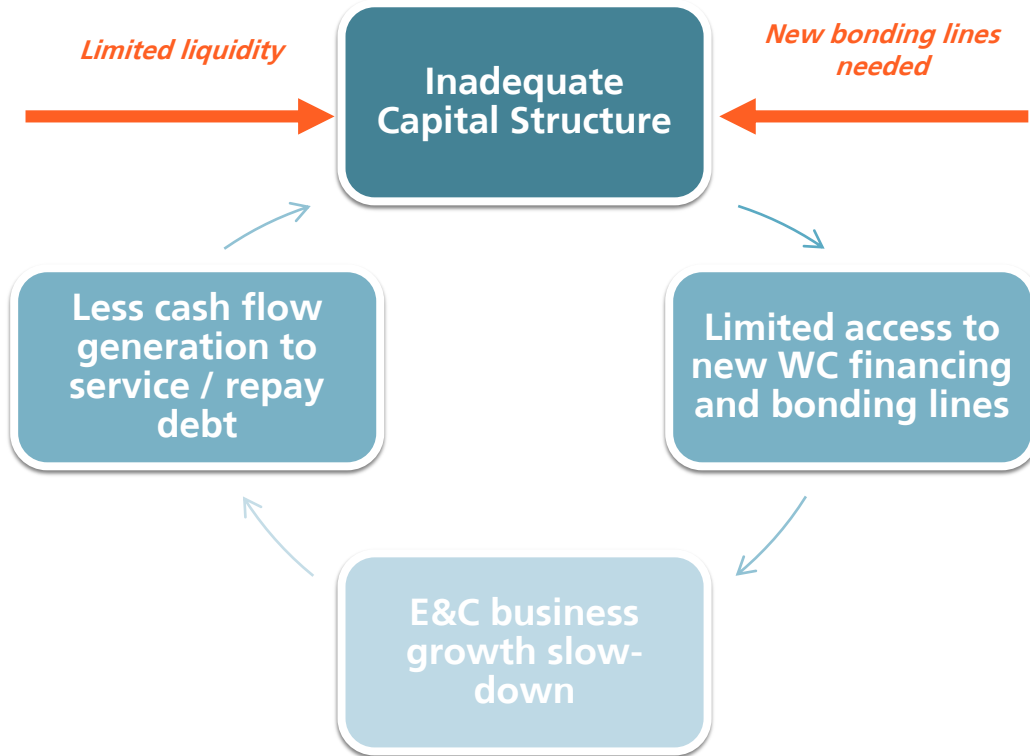 Limited liquidity
New bonding lines
needed
Inadequate
Capital Structure
Less cash flow
generation to
service / repay
debt
Limited access to
new WC financing
and bonding lines
E&C business
growth slow-
down